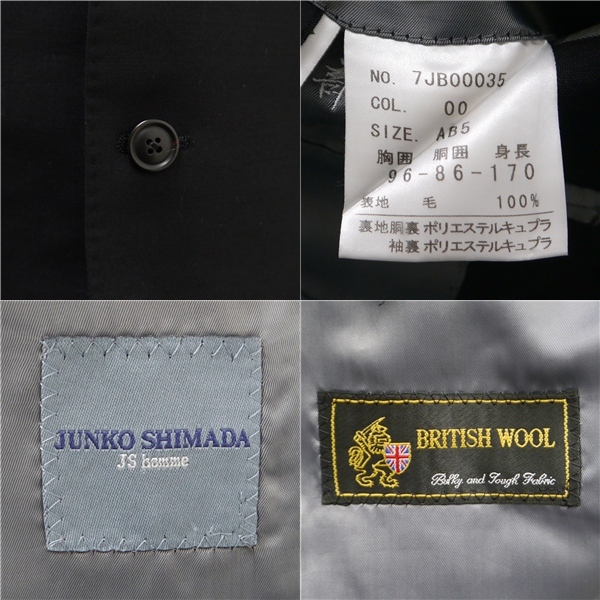 NO. 7JB00035
COL. 00
SIZE. AB5
胸囲 胴囲 身長
96-86-170
表地 毛 100%
裏地胴裏 ポリエステルキュプラ
袖裏 ポリエステルキュプラ
JUNKO SHIMADA
JS homme
BRITISH WOOL
Bulky and Tough Fabric